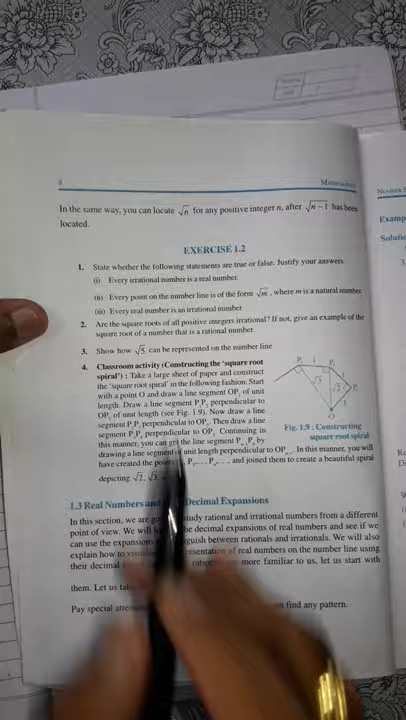 8
In the same way, you can locate √n for any positive integer n, after √n – 1 has been
located.
EXERCISE 1.2
1. State whether the following statements are true or false. Justify your answers.
(i) Every irrational number is a real number.
(ii) Every point on the number line is of the form √m, where m is a natural number
(iii) Every real number is an irrational number.
2. Are the square roots of all positive integers irrational? If not, give an example of the
square root of a number that is a rational number.
3. Show how √5 can be represented on the number line
4. Classroom activity (Constructing the 'square root
spiral') : Take a large sheet of paper and construct
the 'square root spiral' in the following fashion. Start
with a point O and draw a line segment OP1 of unit
length. Draw a line segment P1P2 perpendicular to
OP1 of unit length (see Fig. 1.9). Now draw a line
segment P2P3 perpendicular to OP2. Then draw a line
segment P3P4 perpendicular to OP3. Continuing in
this manner, you can get the line segment Pn–1Pn by
drawing a line segment of unit length perpendicular to OPn–1. In this manner, you will
have created the points , P3,.... Pn,... ., and joined them to create a beautiful spiral
depicting √2, √3,
1
√3
√2
1
O
Fig. 1.9 : Constructing
square root spiral
1.3 Real Numbers and Decimal Expansions
In this section, we are study rational and irrational numbers from a different
point of view. We will the decimal expansions of real numbers and see if we
can use the expansions between rationals and irrationals. We will also
explain how to of real numbers on the number line using
their decimal more familiar to us, let us start with
them. Let us
Pay special find any pattern.
Examp